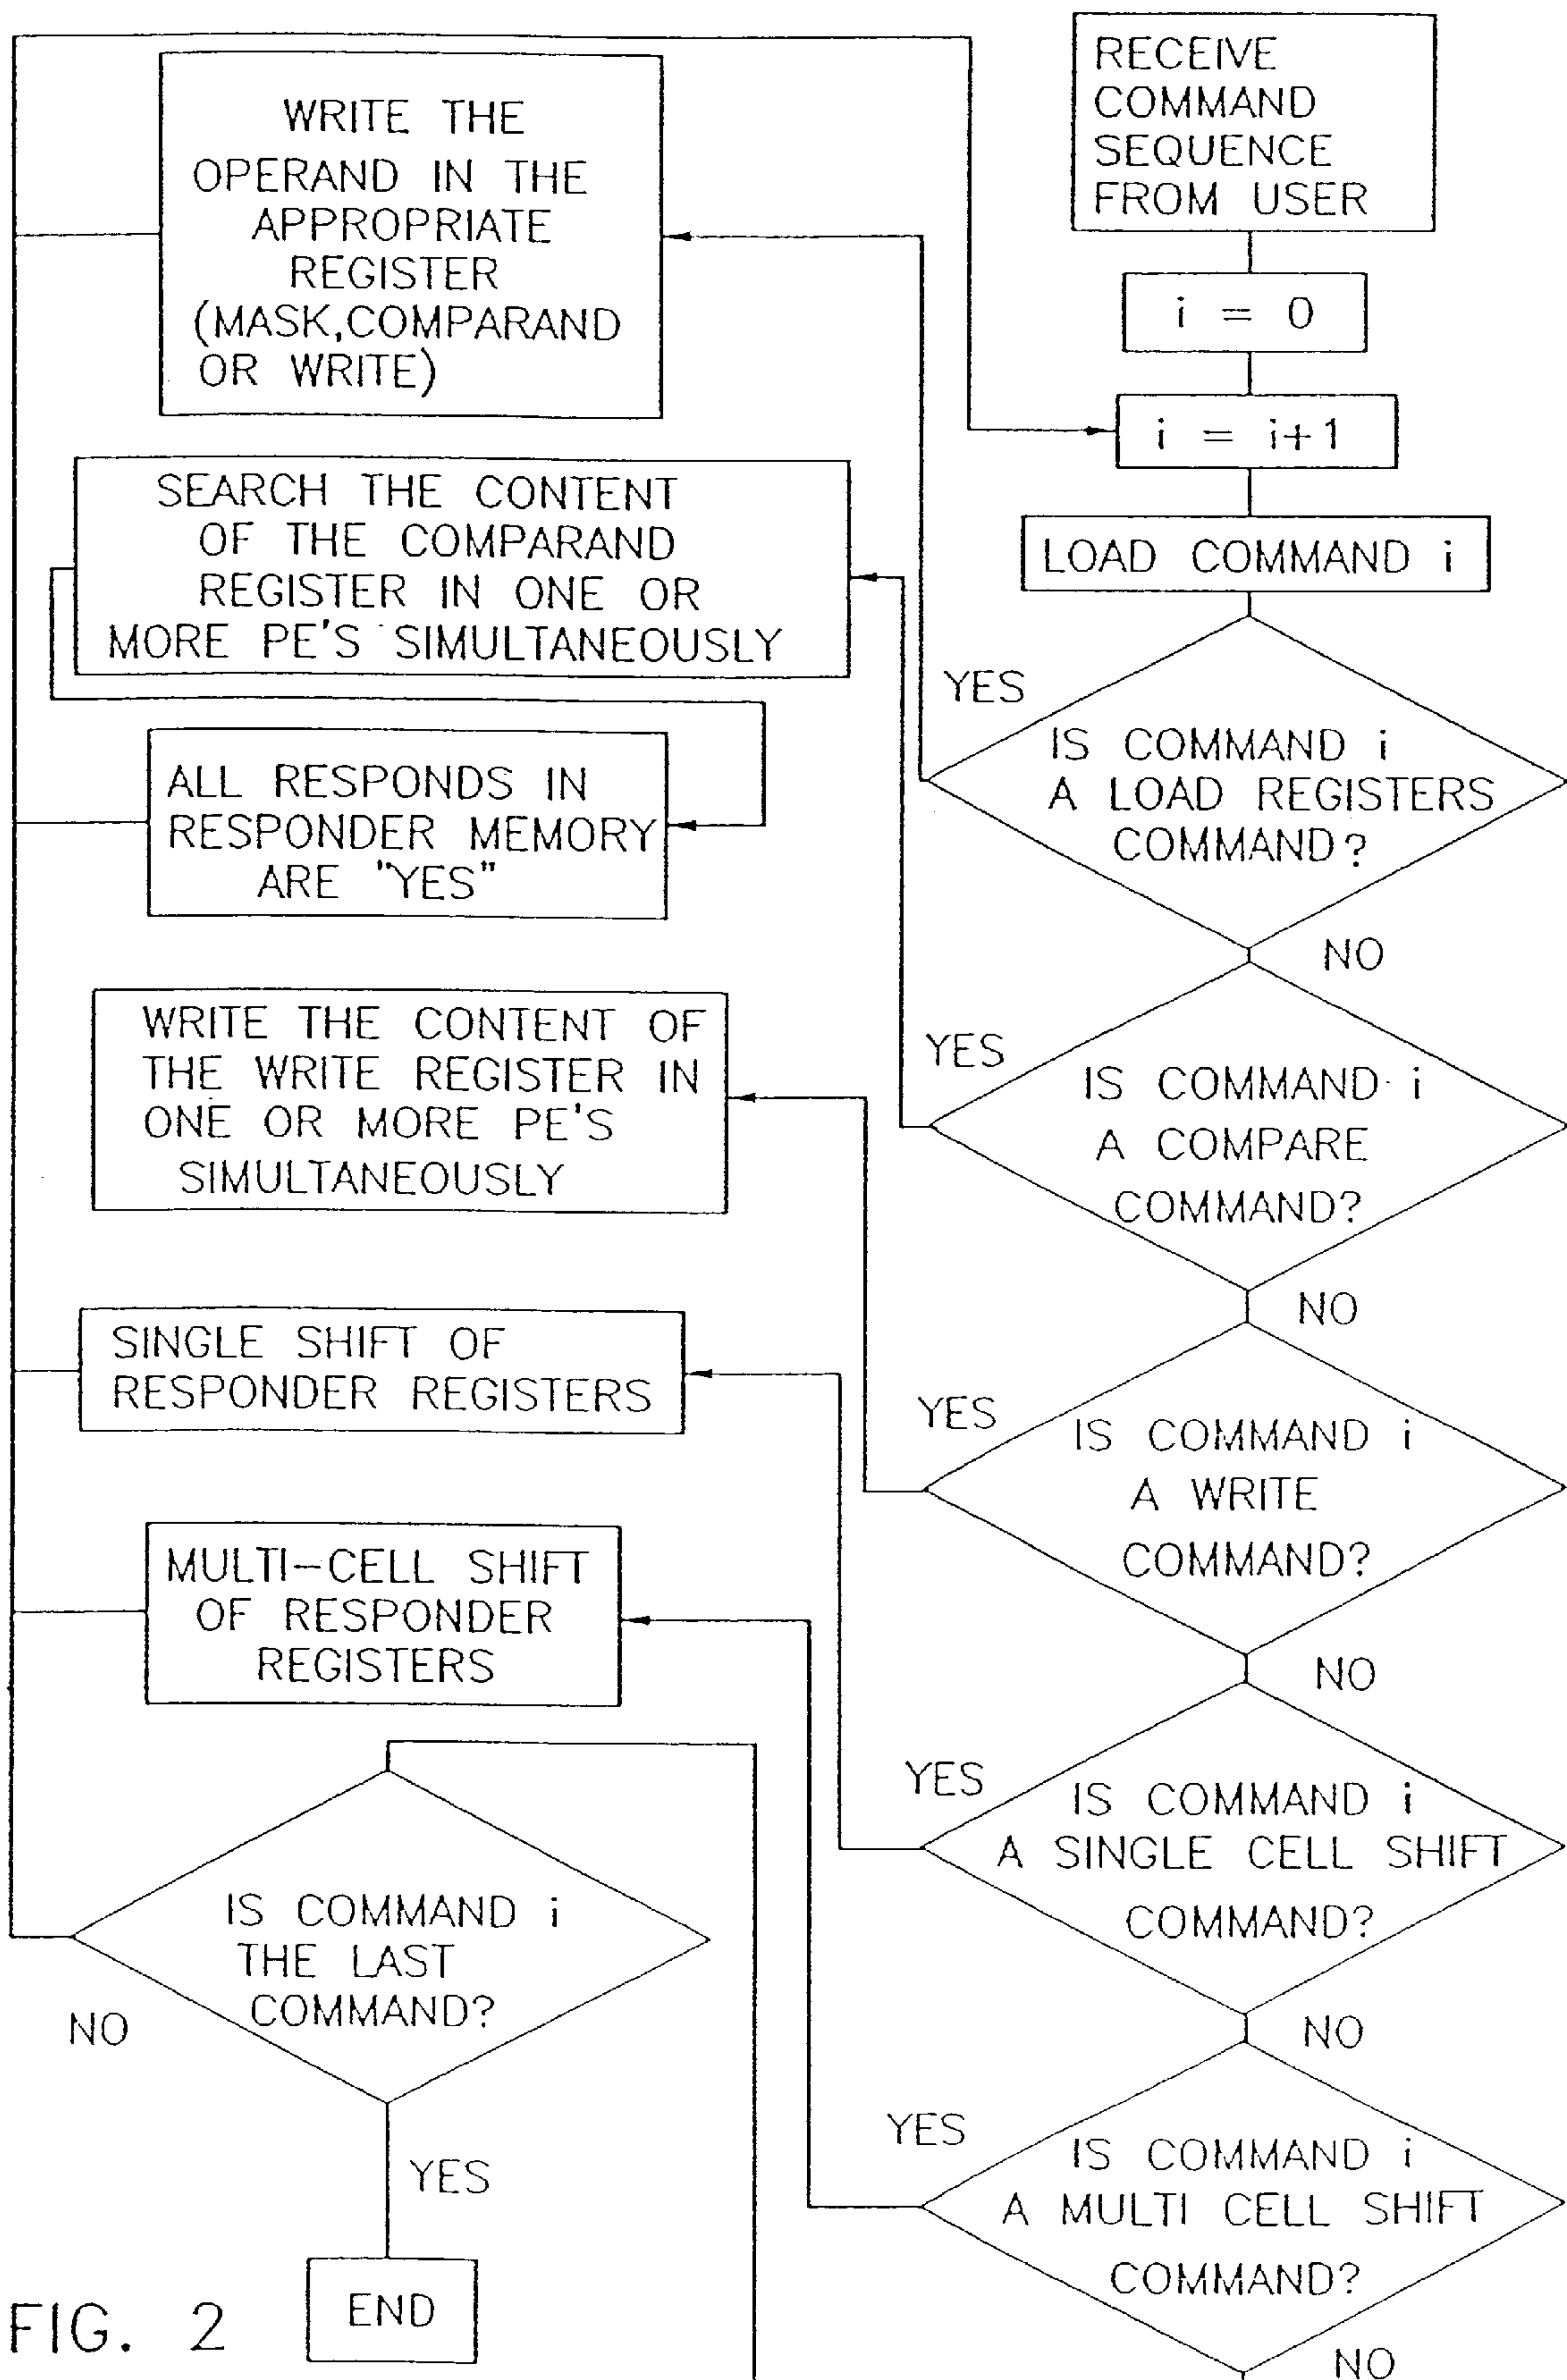 RECEIVE
COMMAND
SEQUENCE
FROM USER
i = 0
i = i+1
LOAD COMMAND i
IS COMMAND i
A LOAD REGISTERS
COMMAND?
YES
NO
WRITE THE
OPERAND IN THE
APPROPRIATE
REGISTER
(MASK,COMPARAND
OR WRITE)
IS COMMAND i
A COMPARE
COMMAND?
YES
NO
SEARCH THE CONTENT
OF THE COMPARAND
REGISTER IN ONE OR
MORE PE'S SIMULTANEOUSLY
ALL RESPONDS IN
RESPONDER MEMORY
ARE "YES"
IS COMMAND i
A WRITE
COMMAND?
YES
NO
WRITE THE CONTENT OF
THE WRITE REGISTER IN
ONE OR MORE PE'S
SIMULTANEOUSLY
IS COMMAND i
A SINGLE CELL SHIFT
COMMAND?
YES
NO
SINGLE SHIFT OF
RESPONDER REGISTERS
IS COMMAND i
A MULTI CELL SHIFT
COMMAND?
YES
NO
MULTI-CELL SHIFT
OF RESPONDER
REGISTERS
IS COMMAND i
THE LAST
COMMAND?
NO
YES
END
FIG. 2